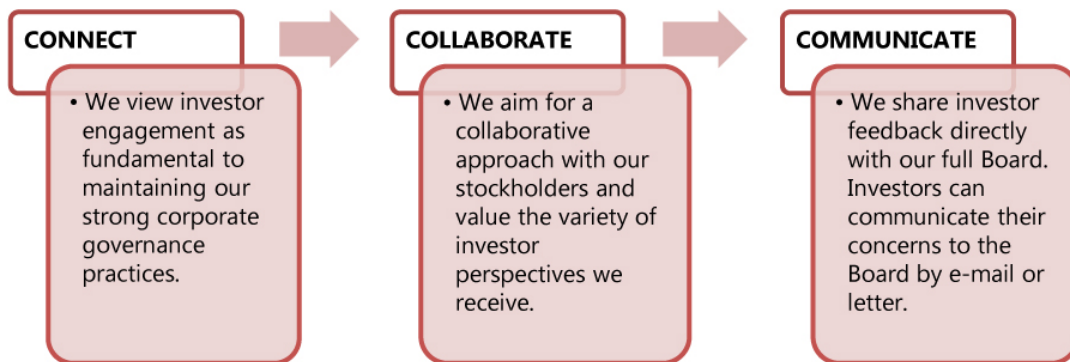 CONNECT
• We view investor
engagement as
fundamental to
maintaining our
strong corporate
governance
practices.
COLLABORATE
• We aim for a
collaborative
approach with our
stockholders and
value the variety of
investor
perspectives we
receive.
COMMUNICATE
• We share investor
feedback directly
with our full Board.
Investors can
communicate their
concerns to the
Board by e-mail or
letter.